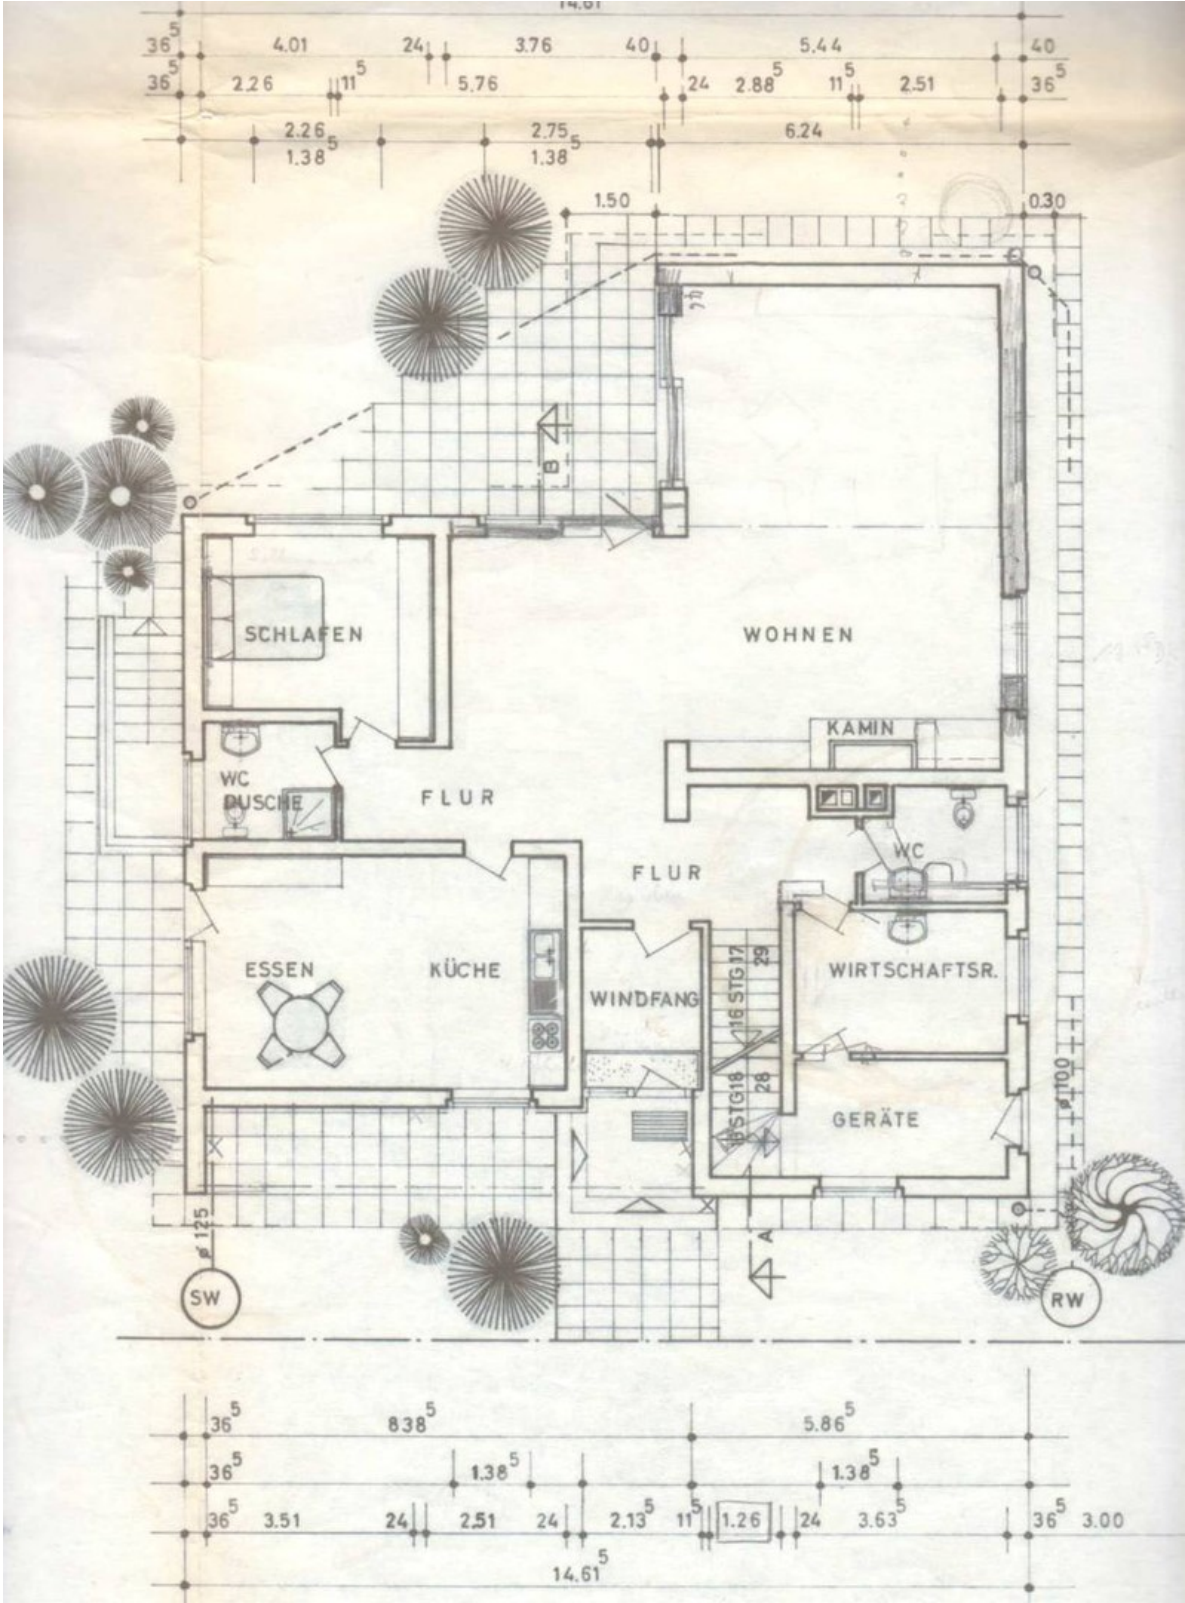 14.61
36⁵ 4.01 24 3.76 40 5.44 40
36⁵ 2.26 11⁵ 5.76 24 2.88⁵ 11⁵ 2.51 36⁵
2.26 2.75 6.24
1.38⁵ 1.38⁵
1.50 0.30
B
SCHLAFEN
WOHNEN
KAMIN
WC
DUSCHE
FLUR
FLUR
WC
ESSEN
KÜCHE
WINDFANG
16 STG 17
29
WIRTSCHAFTSR.
STG 18
28
GERÄTE
ø 100
ø 125
A
SW
RW
36⁵ 838⁵ 5.86⁵
36⁵ 1.38⁵ 1.38⁵
36⁵ 3.51 24 2.51 24 2.13⁵ 11⁵ 1.26 24 3.63⁵ 36⁵ 3.00
14.61⁵